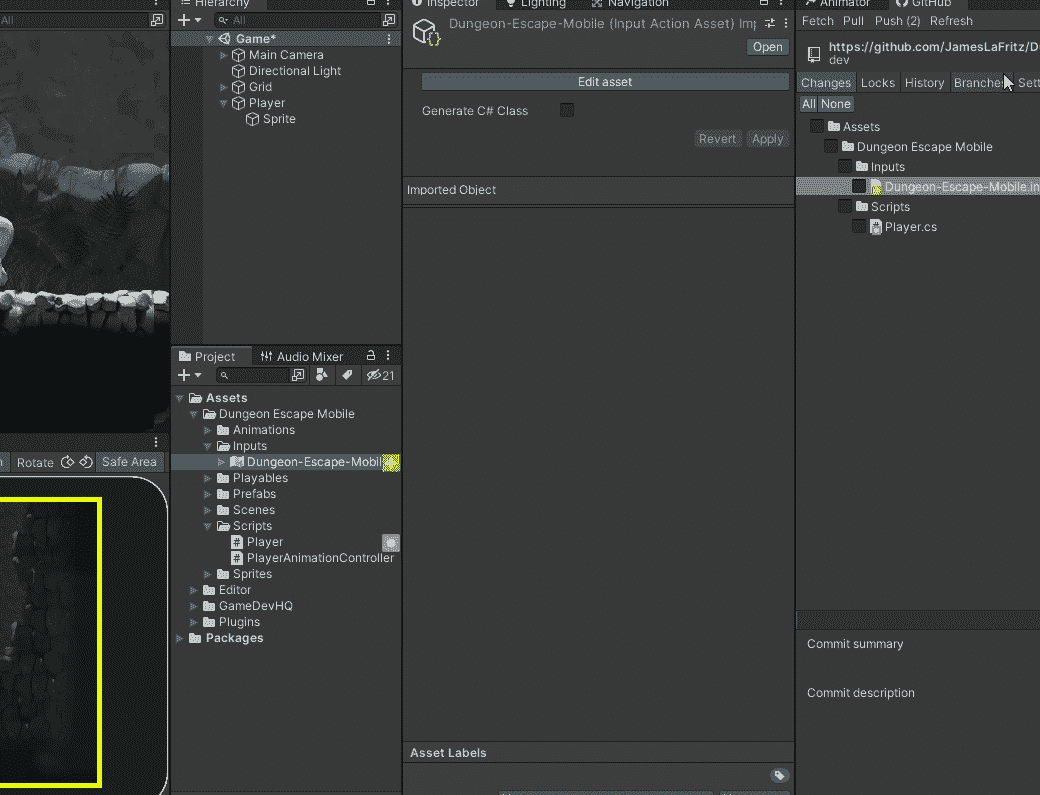 All
Rotate
Safe Area
Hierarchy
All
Game*
Main Camera
Directional Light
Grid
Player
Sprite
Project
Audio Mixer
21
Assets
Dungeon Escape Mobile
Animations
Inputs
Dungeon-Escape-Mobil
Playables
Prefabs
Scenes
Scripts
# Player
# PlayerAnimationController
Sprites
Editor
GameDevHQ
Plugins
Packages
Inspector
Lighting
Navigation
Dungeon-Escape-Mobile (Input Action Asset) Im
Open
Edit asset
Generate C# Class
Revert
Apply
Imported Object
Asset Labels
Animator
GitHub
Fetch Pull Push (2) Refresh
https://github.com/JamesLaFritz/D
dev
Changes Locks History Branche Sett
All None
Assets
Dungeon Escape Mobile
Inputs
Dungeon-Escape-Mobile.in
Scripts
Player.cs
Commit summary
Commit description